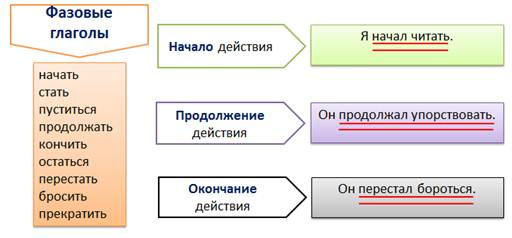 Фазовые
глаголы
начать
стать
пуститься
продолжать
кончить
остаться
перестать
бросить
прекратить
Начало действия
Я начал читать.
Продолжение
действия
Он продолжал упорствовать.
Окончание
действия
Он перестал бороться.